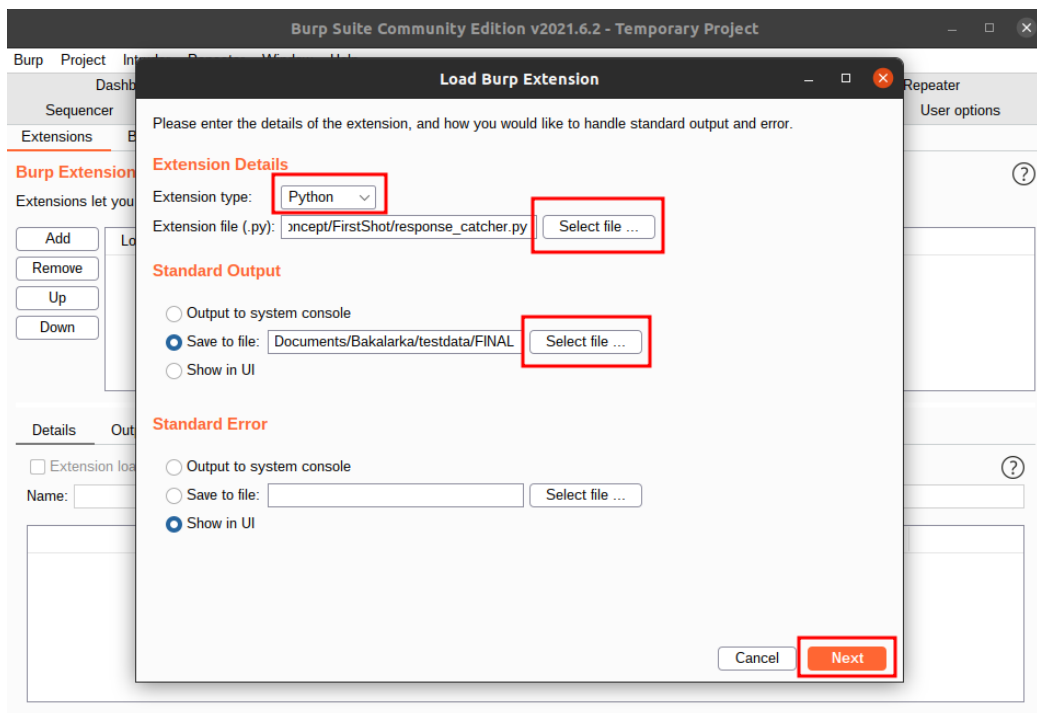 Burp Suite Community Edition v2021.6.2 - Temporary Project
Burp Project
Load Burp Extension
Repeater
Sequencer
User options
Extensions
Please enter the details of the extension, and how you would like to handle standard output and error.
Burp Extension
Extension Details
Extensions let you
Extension type: Python
Extension file (.py): oncept/FirstShot/response_catcher.py Select file ...
Add
Remove
Standard Output
Up
Output to system console
Down
Save to file: Documents/Bakalarka/testdata/FINAL Select file ...
Show in UI
Details
Standard Error
Output to system console
Name:
Save to file: Select file ...
Show in UI
Cancel Next